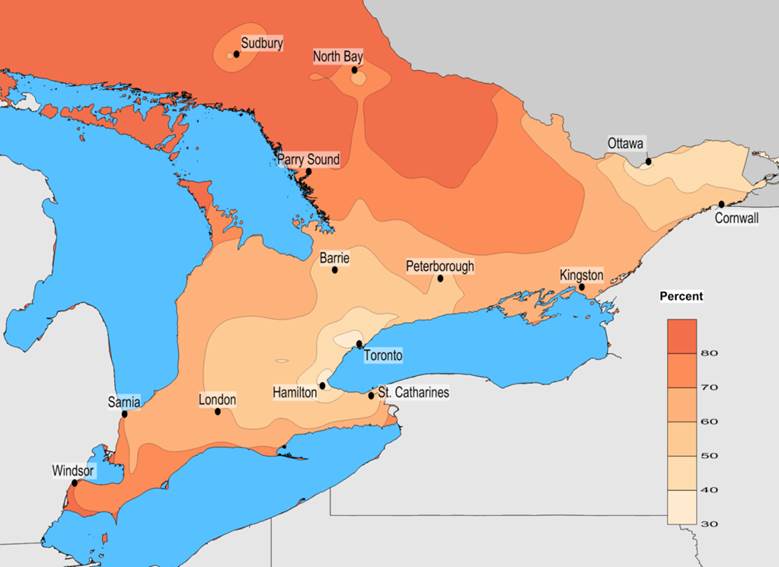 Sudbury
North Bay
Ottawa
Parry Sound
Cornwall
Barrie
Peterborough
Kingston
Percent
80
70
60
50
40
30
Toronto
Hamilton
St. Catharines
Sarnia
London
Windsor